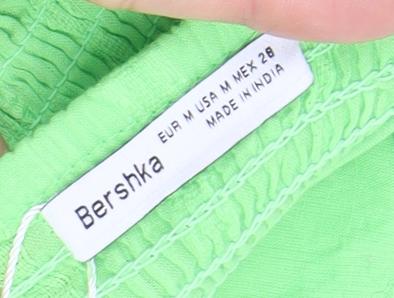 Bershka
EUR M USA M MEX 28
MADE IN INDIA